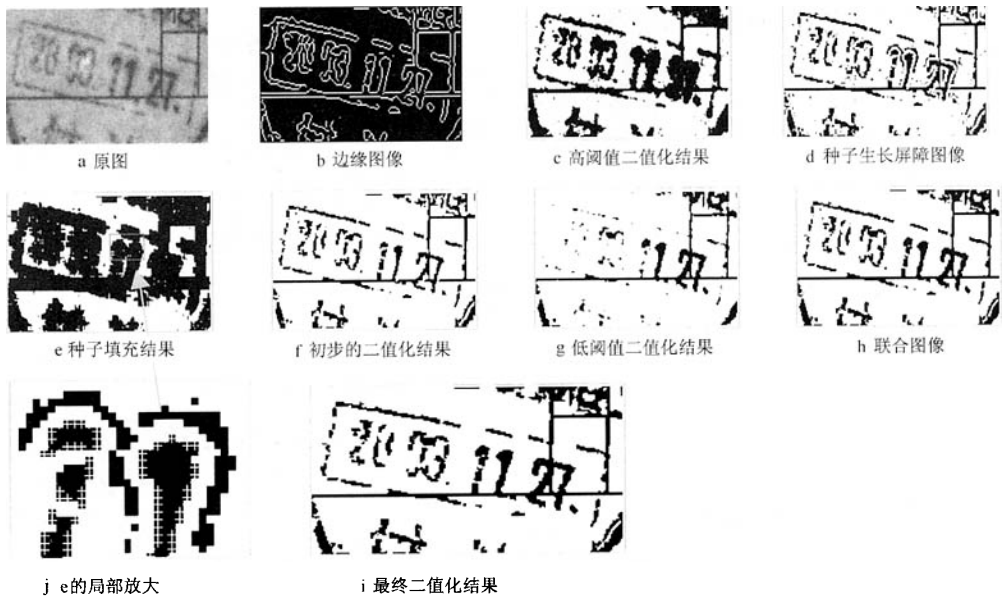 20 03 11.27.
a 原图
b 边缘图像
c 高阈值二值化结果
d 种子生长屏障图像
e 种子填充结果
f 初步的二值化结果
g 低阈值二值化结果
h 联合图像
j e的局部放大
i 最终二值化结果